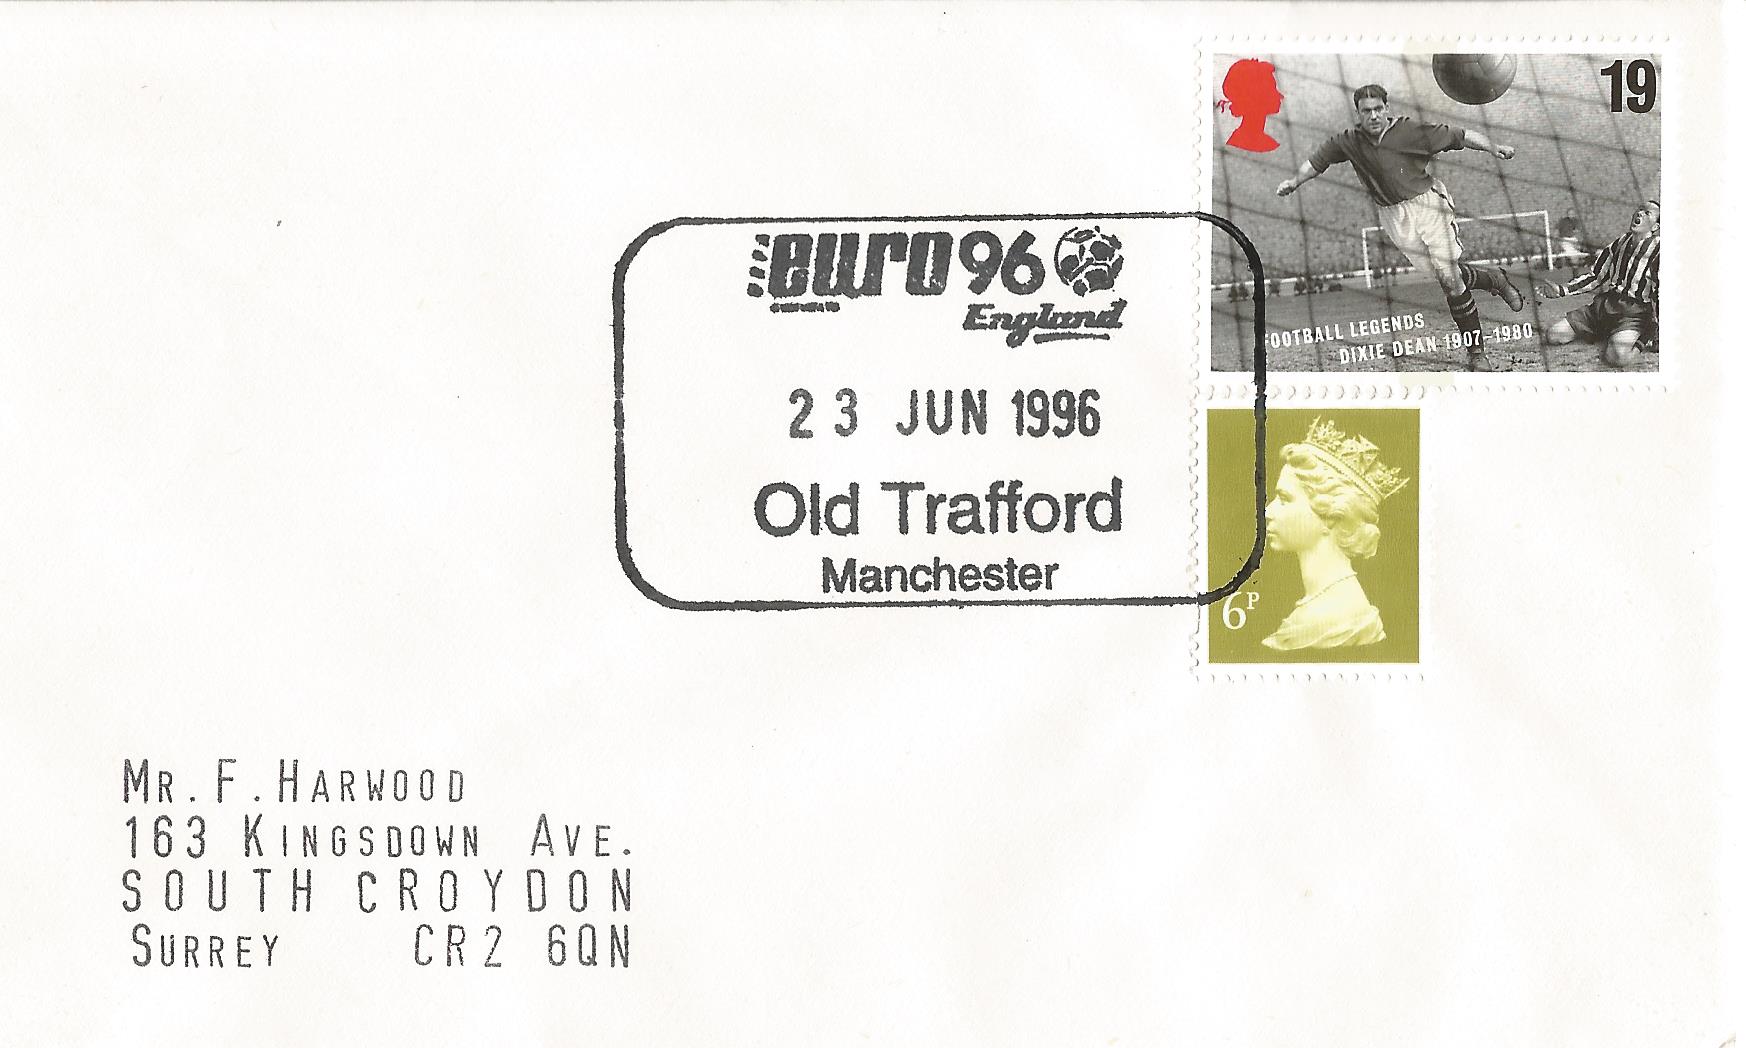 19
FOOTBALL LEGENDS
DIXIE DEAN 1907-1980
euro96
England
23 JUN 1996
Old Trafford
Manchester
6P
MR. F. HARWOOD
163 KINGSDOWN AVE.
SOUTH CROYDON
SURREY CR2 6QN